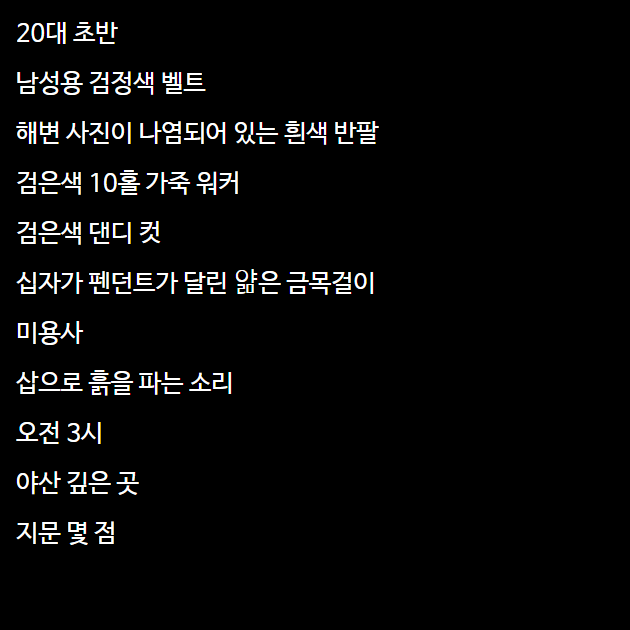 20대 초반
남성용 검정색 벨트
해변 사진이 나염되어 있는 흰색 반팔
검은색 10홀 가죽 워커
검은색 댄디 컷
십자가 펜던트가 달린 얆은 금목걸이
미용사
삽으로 흙을 파는 소리
오전 3시
야산 깊은 곳
지문 몇 점